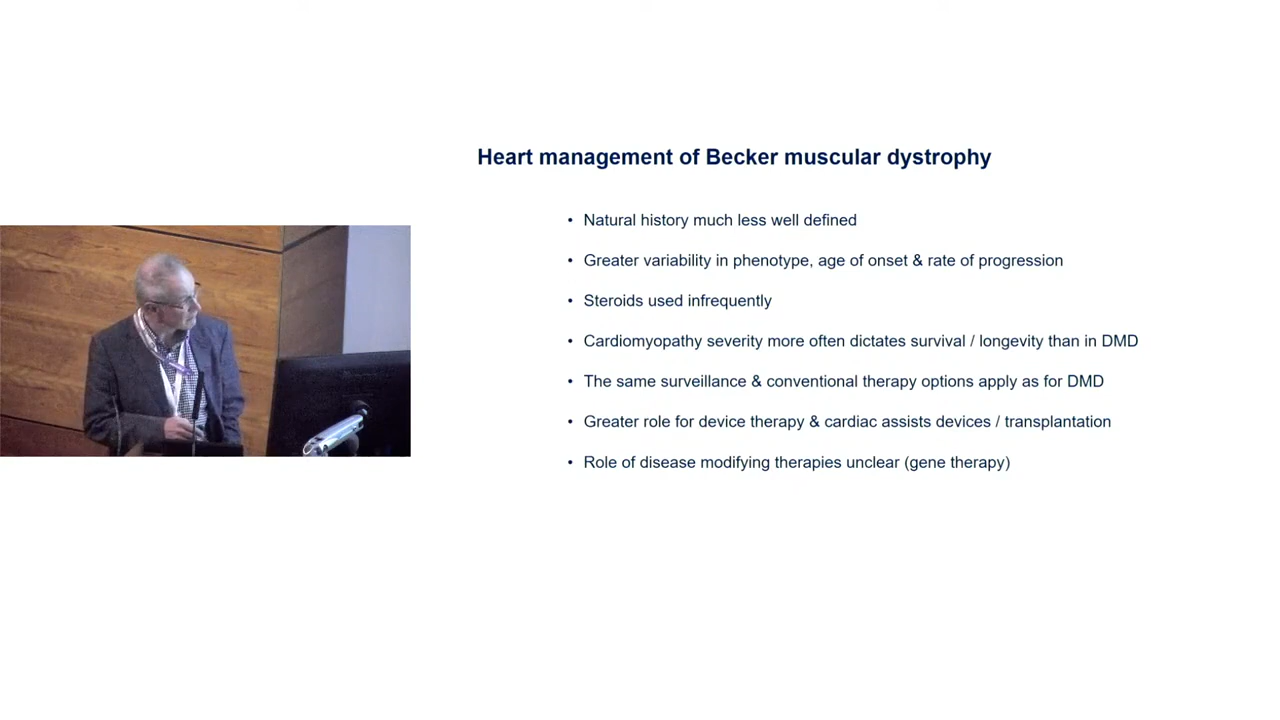 Heart management of Becker muscular dystrophy
• Natural history much less well defined
• Greater variability in phenotype, age of onset & rate of progression
• Steroids used infrequently
• Cardiomyopathy severity more often dictates survival / longevity than in DMD
• The same surveillance & conventional therapy options apply as for DMD
• Greater role for device therapy & cardiac assists devices / transplantation
• Role of disease modifying therapies unclear (gene therapy)